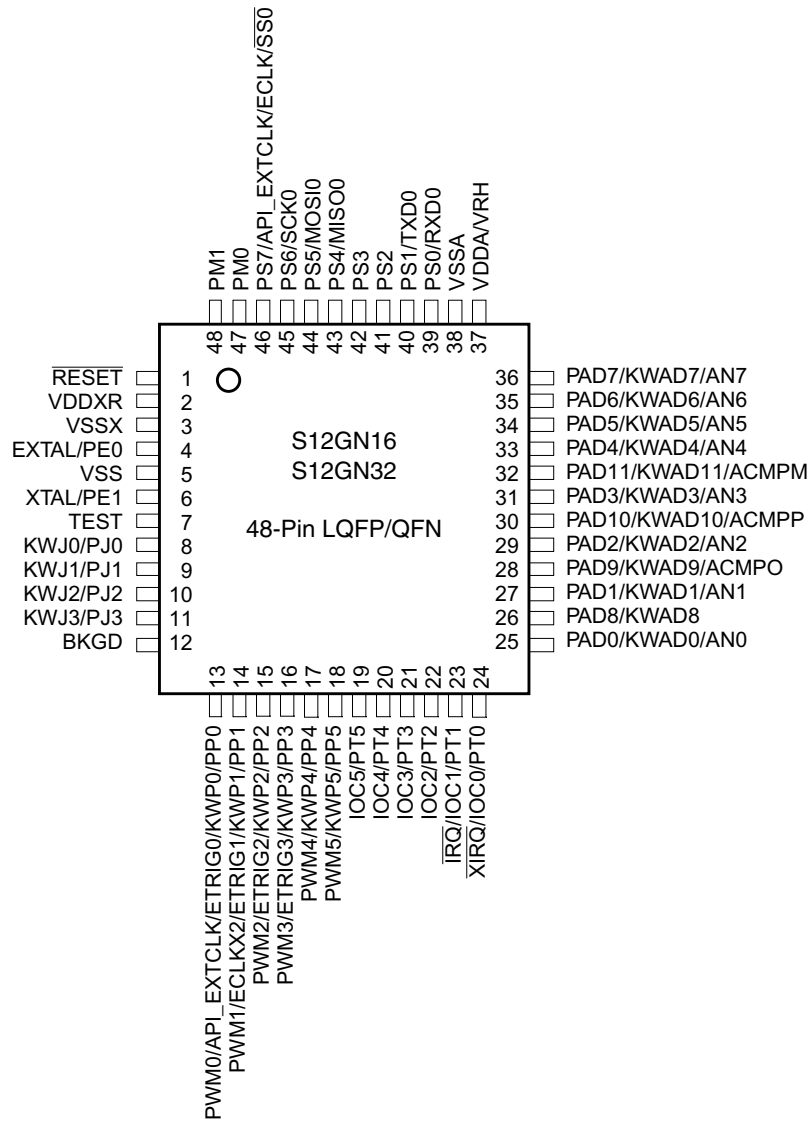 PM1
PM0
PS7/API_EXTCLK/ECLK/SS0
PS6/SCK0
PS5/MOSI0
PS4/MISO0
PS3
PS2
PS1/TXD0
PS0/RXD0
VSSA
VDDA/VRH
48
47
46
45
44
43
42
41
40
39
38
37
RESET 1
VDDXR 2
VSSX 3
EXTAL/PE0 4
VSS 5
XTAL/PE1 6
TEST 7
KWJ0/PJ0 8
KWJ1/PJ1 9
KWJ2/PJ2 10
KWJ3/PJ3 11
BKGD 12
S12GN16
S12GN32
48-Pin LQFP/QFN
36 PAD7/KWAD7/AN7
35 PAD6/KWAD6/AN6
34 PAD5/KWAD5/AN5
33 PAD4/KWAD4/AN4
32 PAD11/KWAD11/ACMPM
31 PAD3/KWAD3/AN3
30 PAD10/KWAD10/ACMPP
29 PAD2/KWAD2/AN2
28 PAD9/KWAD9/ACMPO
27 PAD1/KWAD1/AN1
26 PAD8/KWAD8
25 PAD0/KWAD0/AN0
13
14
15
16
17
18
19
20
21
22
23
24
PWM0/API_EXTCLK/ETRIG0/KWP0/PP0
PWM1/ECLKX2/ETRIG1/KWP1/PP1
PWM2/ETRIG2/KWP2/PP2
PWM3/ETRIG3/KWP3/PP3
PWM4/KWP4/PP4
PWM5/KWP5/PP5
IOC5/PT5
IOC4/PT4
IOC3/PT3
IOC2/PT2
IRQ/IOC1/PT1
XIRQ/IOC0/PT0